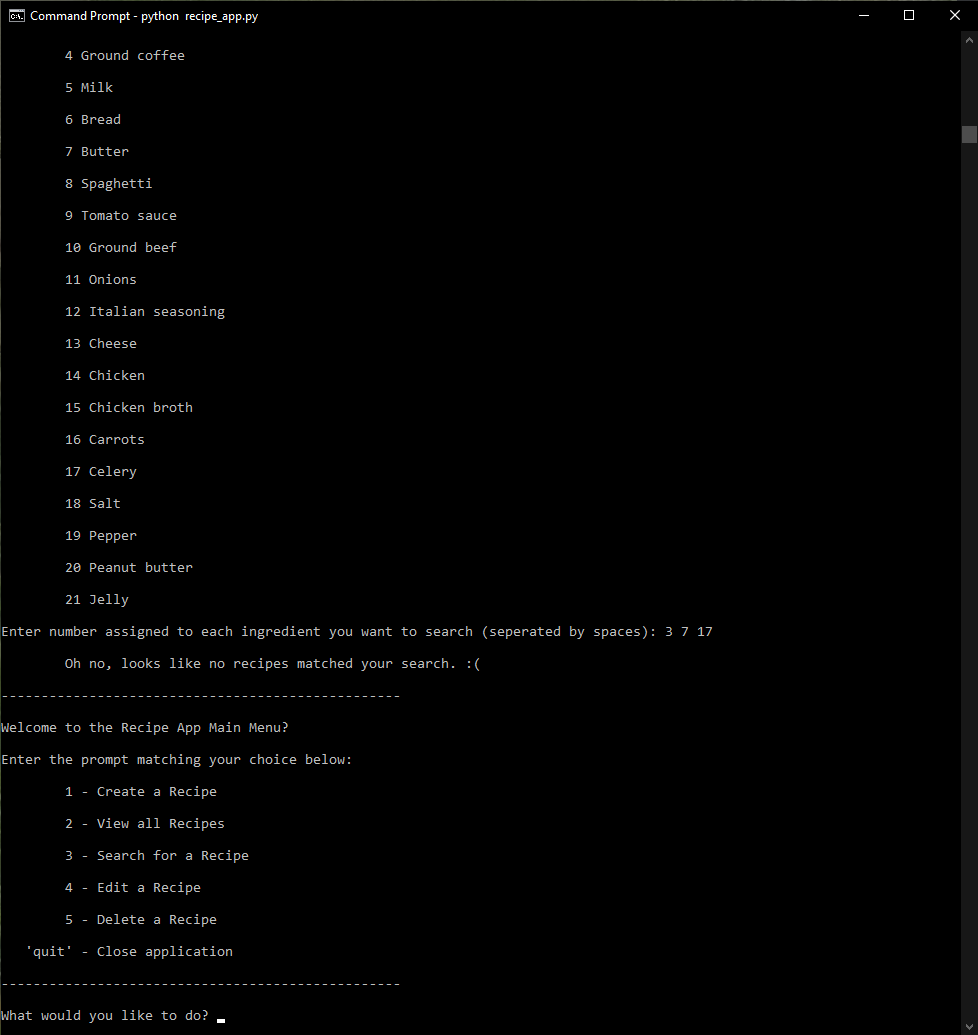 Command Prompt - python  recipe_app.py
4 Ground coffee
5 Milk
6 Bread
7 Butter
8 Spaghetti
9 Tomato sauce
10 Ground beef
11 Onions
12 Italian seasoning
13 Cheese
14 Chicken
15 Chicken broth
16 Carrots
17 Celery
18 Salt
19 Pepper
20 Peanut butter
21 Jelly
Enter number assigned to each ingredient you want to search (seperated by spaces): 3 7 17
Oh no, looks like no recipes matched your search. :(
--------------------------------------------------
Welcome to the Recipe App Main Menu?
Enter the prompt matching your choice below:
1 - Create a Recipe
2 - View all Recipes
3 - Search for a Recipe
4 - Edit a Recipe
5 - Delete a Recipe
'quit' - Close application
--------------------------------------------------
What would you like to do? _